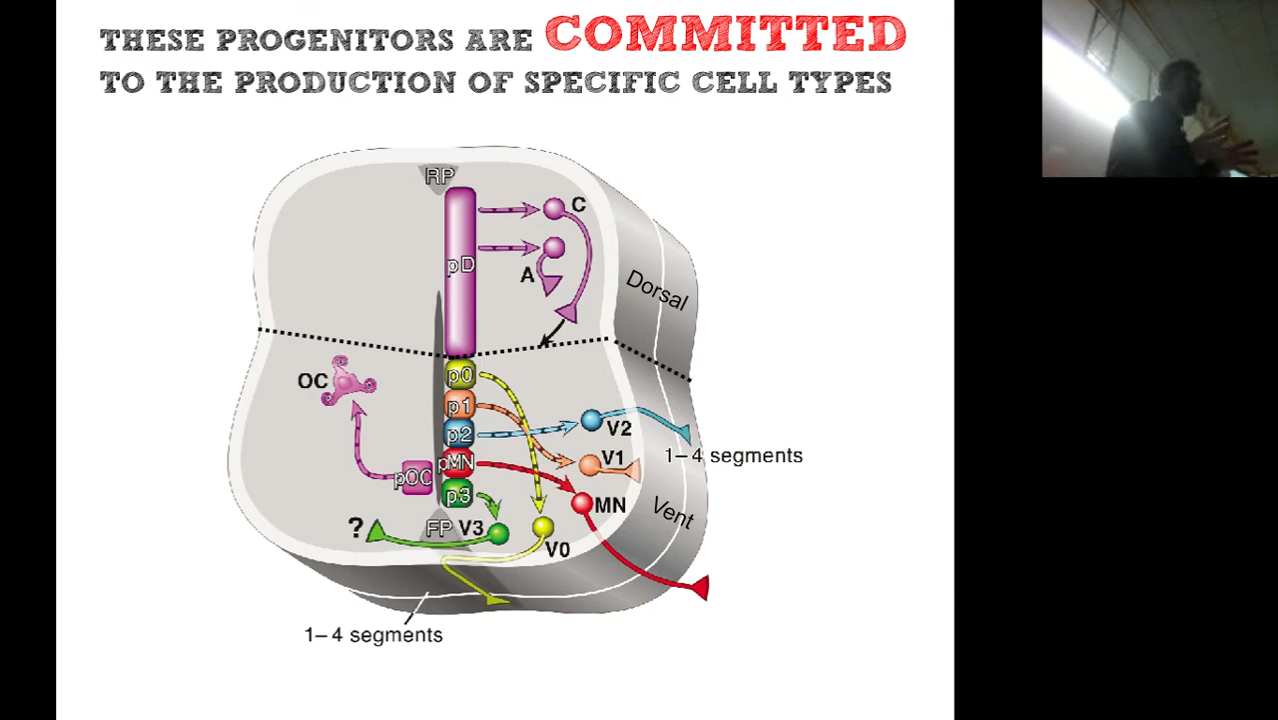 THESE PROGENITORS ARE COMMITTED
TO THE PRODUCTION OF SPECIFIC CELL TYPES
RP
C
pD
A
Dorsal
OC
p0
p1
p2
V2
V1
1–4 segments
pMN
pOC
p3
MN
Vent
?
FP
V3
V0
1–4 segments